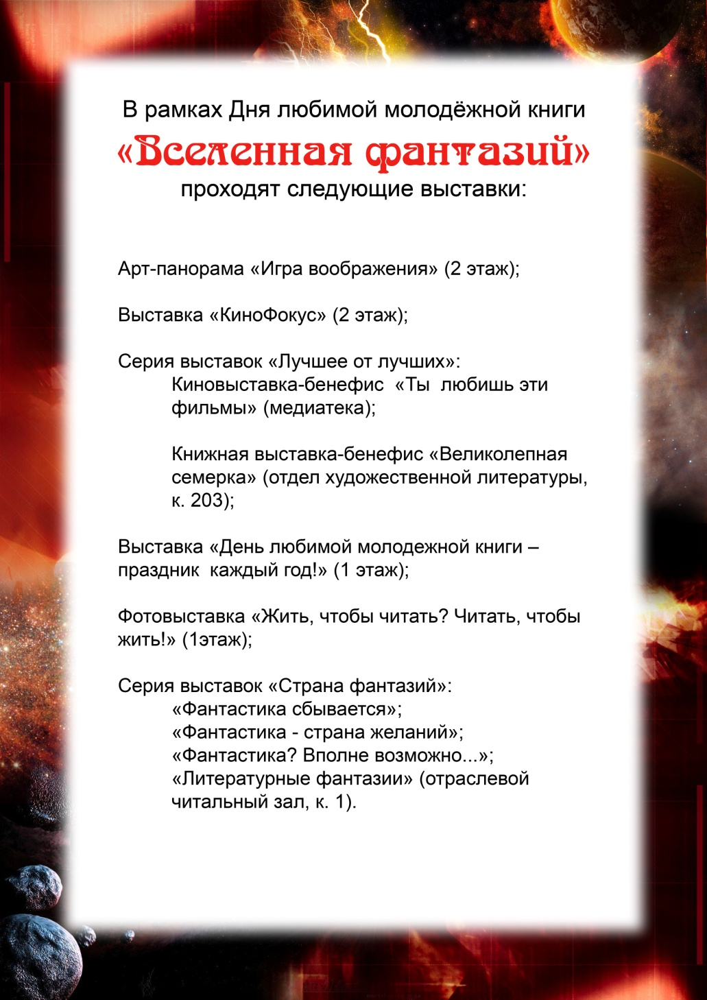 В рамках Дня любимой молодёжной книги
«Вселенная фантазий»
проходят следующие выставки:
Арт-панорама «Игра воображения» (2 этаж);
Выставка «КиноФокус» (2 этаж);
Серия выставок «Лучшее от лучших»:
Киновыставка-бенефис «Ты любишь эти
фильмы» (медиатека);
Книжная выставка-бенефис «Великолепная
семерка» (отдел художественной литературы,
к. 203);
Выставка «День любимой молодежной книги –
праздник каждый год!» (1 этаж);
Фотовыставка «Жить, чтобы читать? Читать, чтобы
жить!» (1этаж);
Серия выставок «Страна фантазий»:
«Фантастика сбывается»;
«Фантастика - страна желаний»;
«Фантастика? Вполне возможно...»;
«Литературные фантазии» (отраслевой
читальный зал, к. 1).